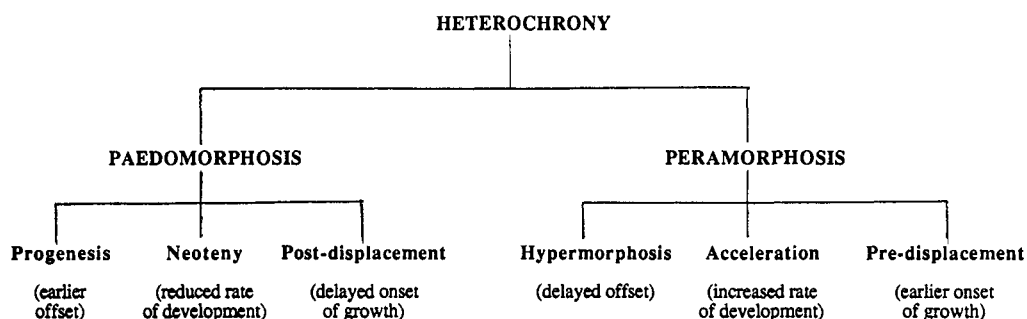 HETEROCHRONY
PAEDOMORPHOSIS
PERAMORPHOSIS
Progenesis
(earlier
offset)
Neoteny
(reduced rate
of development)
Post-displacement
(delayed onset
of growth)
Hypermorphosis
(delayed offset)
Acceleration
(increased rate
of development)
Pre-displacement
(earlier onset
of growth)